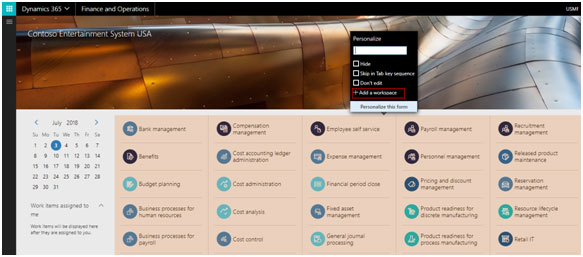 Dynamics 365 Finance and Operations USMF
Contoso Entertainment System USA
Personalize
Hide
Skip in Tab key sequence
Don't edit
+ Add a workspace
Personalize this form
July 2018
Su Mo Tu We Th Fr Sa
1 2 3 4 5 6 7
8 9 10 11 12 13 14
15 16 17 18 19 20 21
22 23 24 25 26 27 28
29 30 31
Work items assigned to
me
Work items will be displayed here
after they are assigned to you.
Bank management
Compensation
management
Employee self service
Payroll management
Recruitment
management
Benefits
Cost accounting ledger
administration
Expense management
Personnel management
Released product
maintenance
Budget planning
Cost administration
Financial period close
Pricing and discount
management
Reservation
management
Business processes for
human resources
Cost analysis
Fixed asset
management
Product readiness for
discrete manufacturing
Resource lifecycle
management
Business processes for
payroll
Cost control
General journal
processing
Product readiness for
process manufacturing
Retail IT